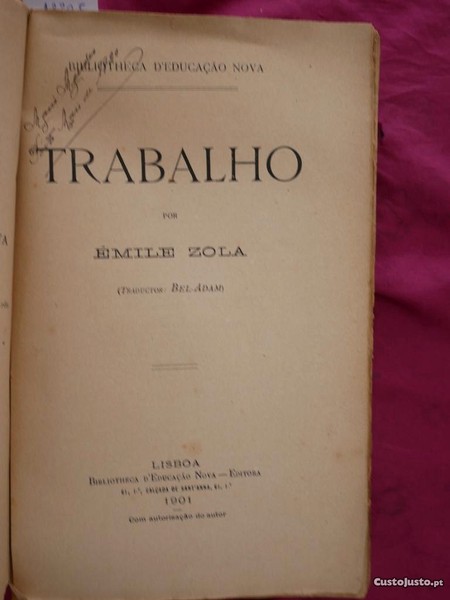 BIBLIOTHECA D'EDUCAÇÃO NOVA
TRABALHO
POR
ÉMILE ZOLA
(TRADUCTOR: BEL-ADAM)
LISBOA
BIBLIOTHECA D'EDUCAÇÃO NOVA—EDITORA
1901
Com autorização do autor
CustoJusto.pt